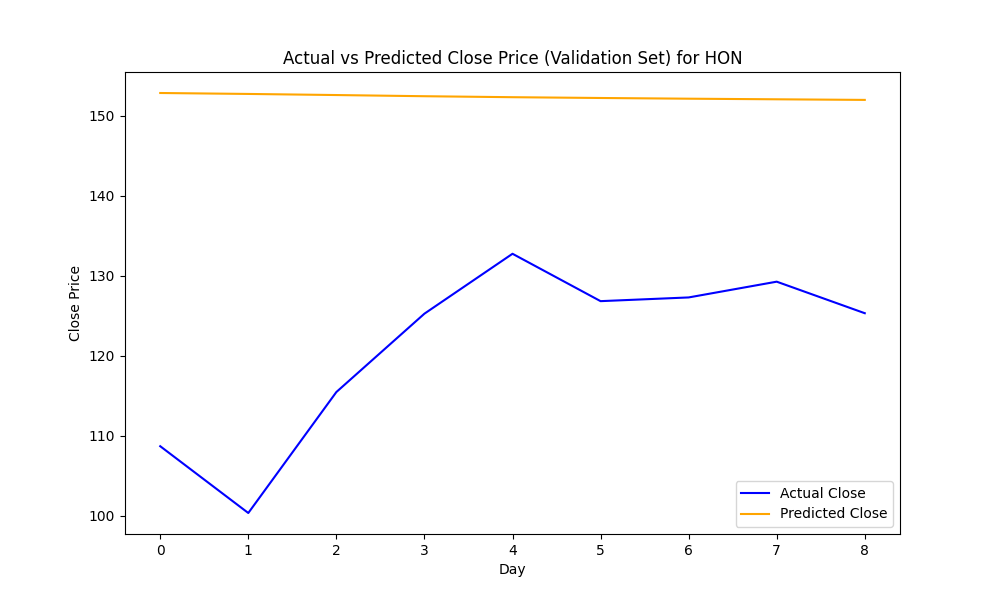 Actual vs Predicted Close Price (Validation Set) for HON
150
140
130
120
110
100
Close Price
0 1 2 3 4 5 6 7 8
Day
Actual Close
Predicted Close